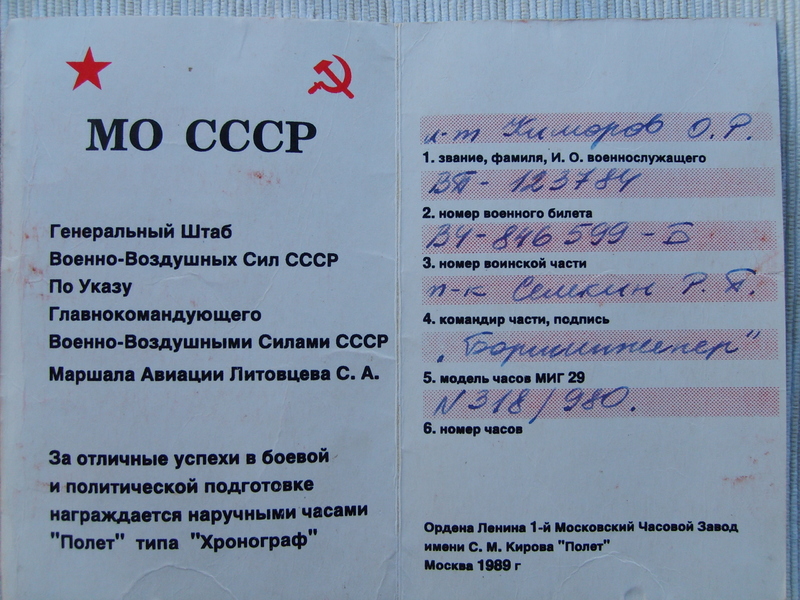 МО СССР
Генеральный Штаб
Военно-Воздушных Сил СССР
По Указу
Главнокомандующего
Военно-Воздушными Силами СССР
Маршала Авиации Литовцева С. А.
За отличные успехи в боевой
и политической подготовке
награждается наручными часами
"Полет" типа "Хронограф"
л-т Химоров О. Р.
1. звание, фамиля, И. О. военнослужащего
ВП - 123784
2. номер военного билета
ВЧ - 846 599 - Б
3. номер воинской части
п-к Семкин Р. П.
4. командир части, подпись
„Бортинженер"
5. модель часов МИГ 29
N 318/980.
6. номер часов
Ордена Ленина 1-й Московский Часовой Завод
имени С. М. Кирова "Полет"
Москва 1989 г